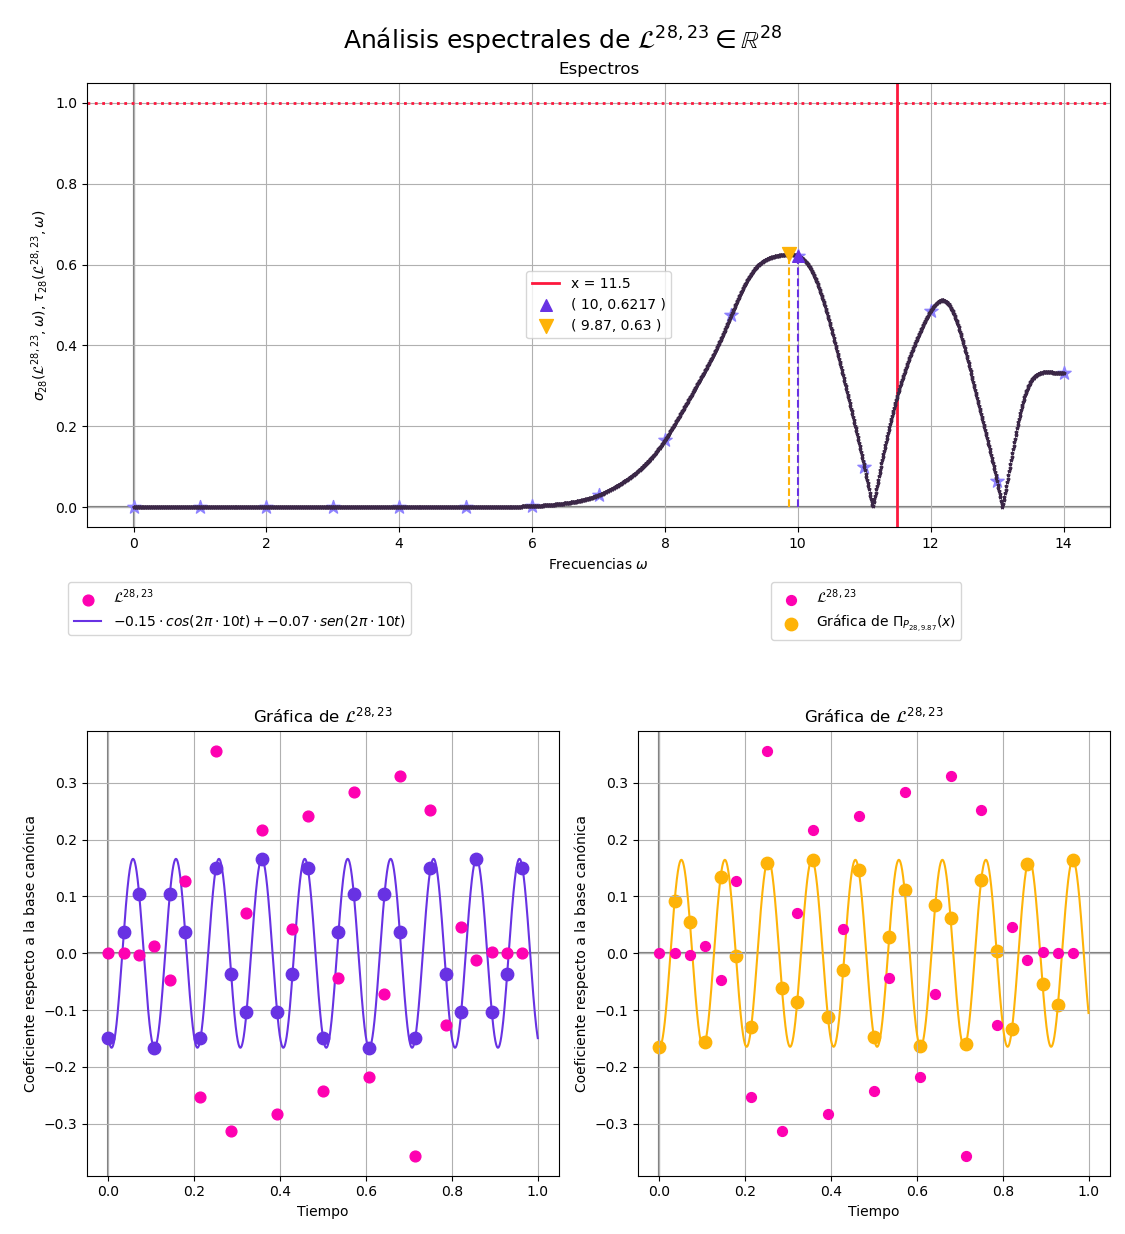 Análisis espectrales de $\mathcal{L}^{28,23} \in \mathbb{R}^{28}$
Espectros
1.0
0.8
0.6
0.4
0.2
0.0
$\sigma_{28}(\mathcal{L}^{28,23}, \omega), \tau_{28}(\mathcal{L}^{28,23}, \omega)$
x = 11.5
( 10, 0.6217 )
( 9.87, 0.63 )
0 2 4 6 8 10 12 14
Frecuencias $\omega$
$\mathcal{L}^{28,23}$
$-0.15 \cdot cos(2\pi \cdot 10t) + -0.07 \cdot sen(2\pi \cdot 10t)$
$\mathcal{L}^{28,23}$
Gráfica de $\Pi_{P_{28,9.87}}(x)$
Gráfica de $\mathcal{L}^{28,23}$
0.3
0.2
0.1
0.0
−0.1
−0.2
−0.3
Coeficiente respecto a la base canónica
0.0 0.2 0.4 0.6 0.8 1.0
Tiempo
Gráfica de $\mathcal{L}^{28,23}$
0.3
0.2
0.1
0.0
−0.1
−0.2
−0.3
Coeficiente respecto a la base canónica
0.0 0.2 0.4 0.6 0.8 1.0
Tiempo